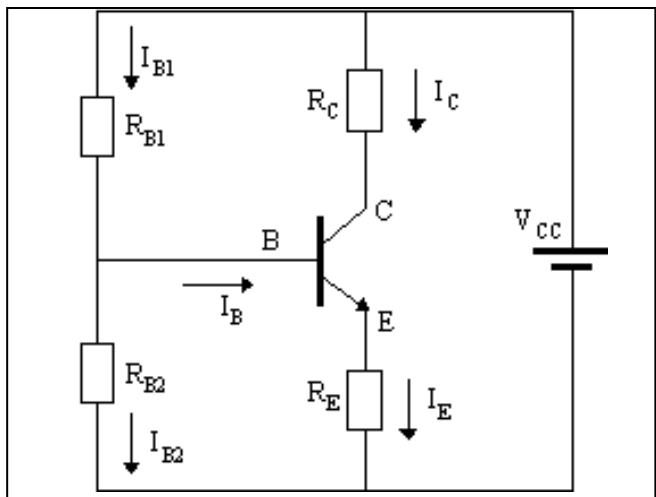 I_B1
R_B1
R_C
I_C
B
C
V_CC
I_B
E
R_B2
R_E
I_E
I_B2